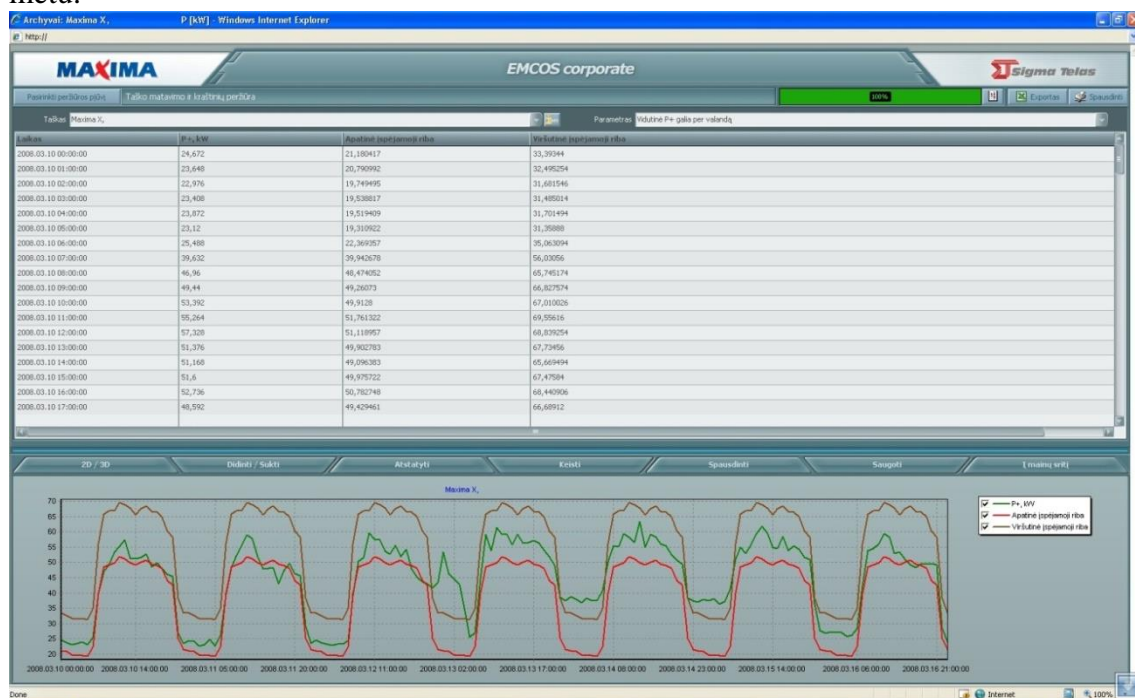 metu.
Archyvai: Maxima X, P [kW] - Windows Internet Explorer
http://
MAXIMA EMCOS corporate Sigma Telas
Pasirinkti peržiūros pjūvį Taško matavimo ir kraštinių peržiūra 100% Exportas Spausdinti
Taškas Maxima X, Parametras Vidutinė P+ galia per valandą
Laikas P+, kW Apatinė įspėjamoji riba Viršutinė įspėjamoji riba
2008.03.10 00:00:00 24,672 21,180417 33,39344
2008.03.10 01:00:00 23,648 20,790992 32,495254
2008.03.10 02:00:00 22,976 19,749495 31,681546
2008.03.10 03:00:00 23,408 19,538817 31,485014
2008.03.10 04:00:00 23,872 19,519409 31,701494
2008.03.10 05:00:00 23,12 19,310922 31,35888
2008.03.10 06:00:00 25,488 22,369357 35,063094
2008.03.10 07:00:00 39,632 39,942678 56,03056
2008.03.10 08:00:00 46,96 48,474052 65,745174
2008.03.10 09:00:00 49,44 49,26073 66,827574
2008.03.10 10:00:00 53,392 49,9128 67,010026
2008.03.10 11:00:00 55,264 51,761322 69,55616
2008.03.10 12:00:00 57,328 51,118957 68,839254
2008.03.10 13:00:00 51,376 49,902783 67,73456
2008.03.10 14:00:00 51,168 49,096383 65,669494
2008.03.10 15:00:00 51,6 49,975722 67,47584
2008.03.10 16:00:00 52,736 50,782748 68,440906
2008.03.10 17:00:00 48,592 49,429461 66,68912
2D / 3D Didinti / Sukti Atstatyti Keisti Spausdinti Saugoti Į mainų sritį
Maxima X,
70
65
60
55
50
45
40
35
30
25
20
P+, kW
Apatinė įspėjamoji riba
Viršutinė įspėjamoji riba
2008.03.10 00:00:00 2008.03.10 14:00:00 2008.03.11 05:00:00 2008.03.11 20:00:00 2008.03.12 11:00:00 2008.03.13 02:00:00 2008.03.13 17:00:00 2008.03.14 08:00:00 2008.03.14 23:00:00 2008.03.15 14:00:00 2008.03.16 06:00:00 2008.03.16 21:00:00
Done Internet 100%